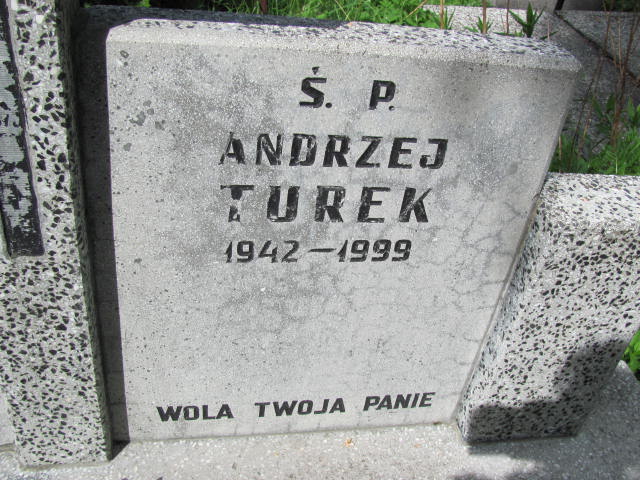 Ś. P.
ANDRZEJ
TUREK
1942-1999
WOLA TWOJA PANIE